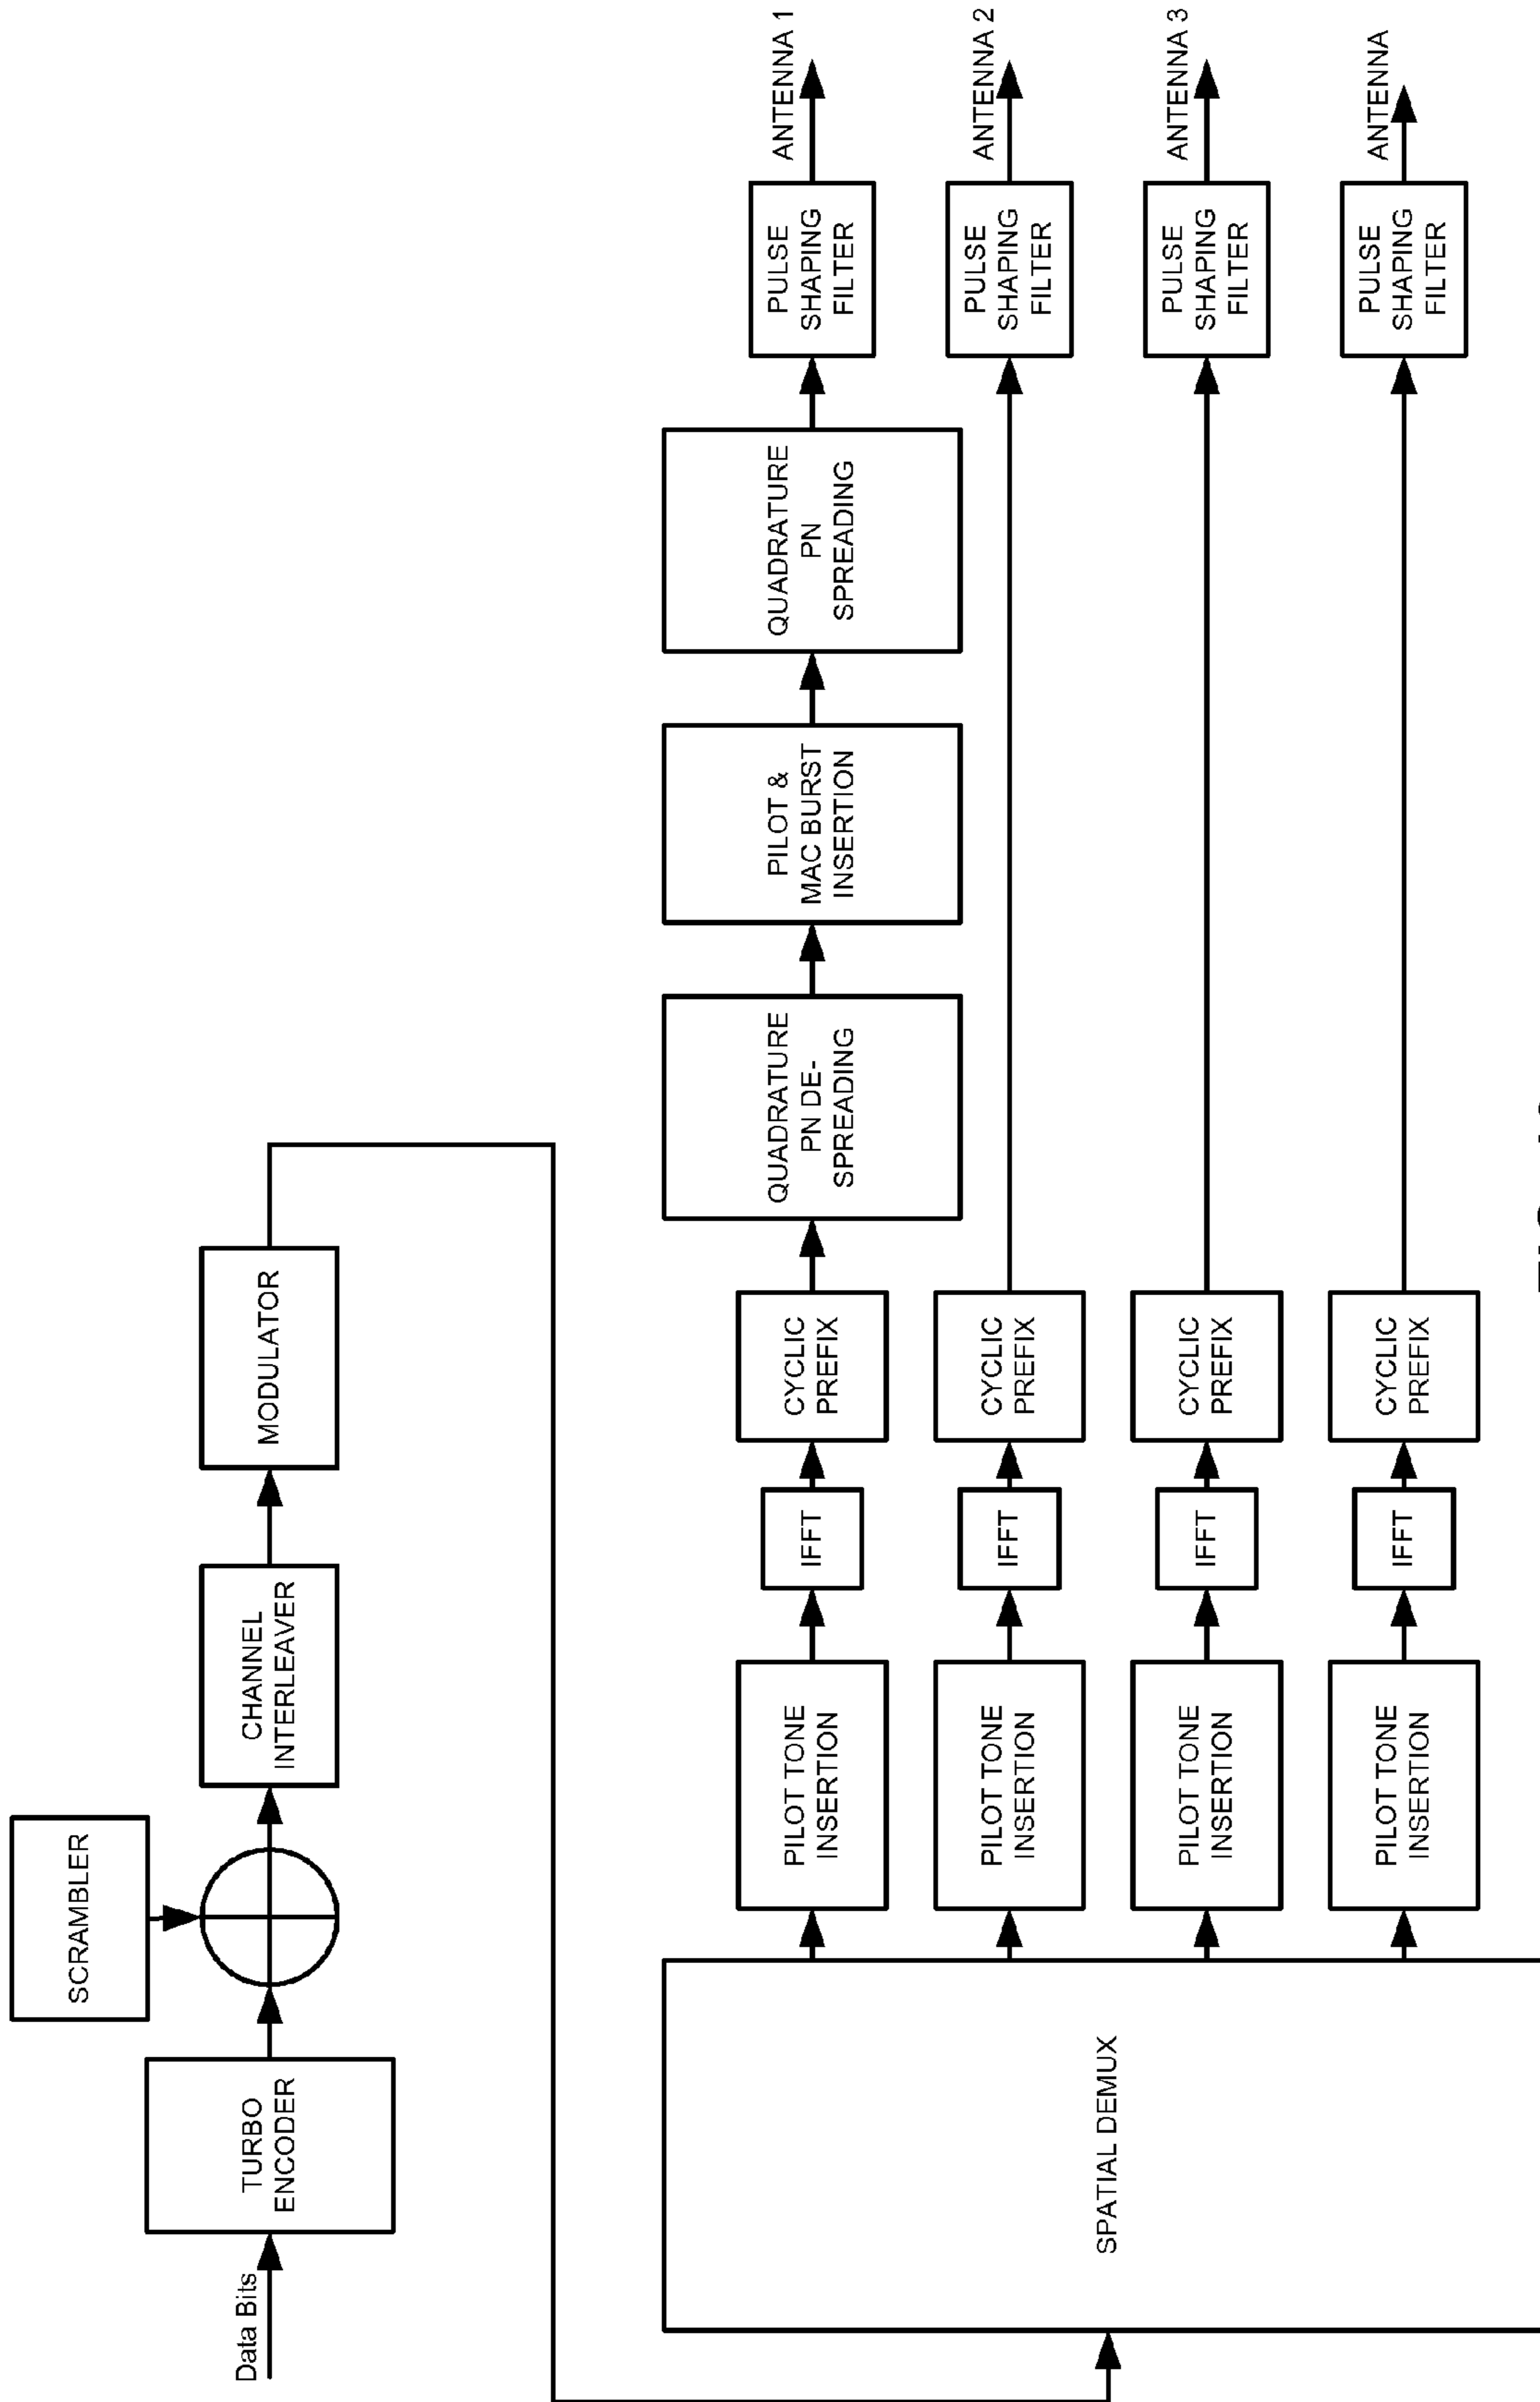 SCRAMBLER
Data Bits
TURBO
ENCODER
CHANNEL
INTERLEAVER
MODULATOR
SPATIAL DEMUX
PILOT TONE
INSERTION
IFFT
CYCLIC
PREFIX
QUADRATURE
PN DE-
SPREADING
PILOT &
MAC BURST
INSERTION
QUADRATURE
PN
SPREADING
PULSE
SHAPING
FILTER
ANTENNA 1
PILOT TONE
INSERTION
IFFT
CYCLIC
PREFIX
PULSE
SHAPING
FILTER
ANTENNA 2
PILOT TONE
INSERTION
IFFT
CYCLIC
PREFIX
PULSE
SHAPING
FILTER
ANTENNA 3
PILOT TONE
INSERTION
IFFT
CYCLIC
PREFIX
PULSE
SHAPING
FILTER
ANTENNA